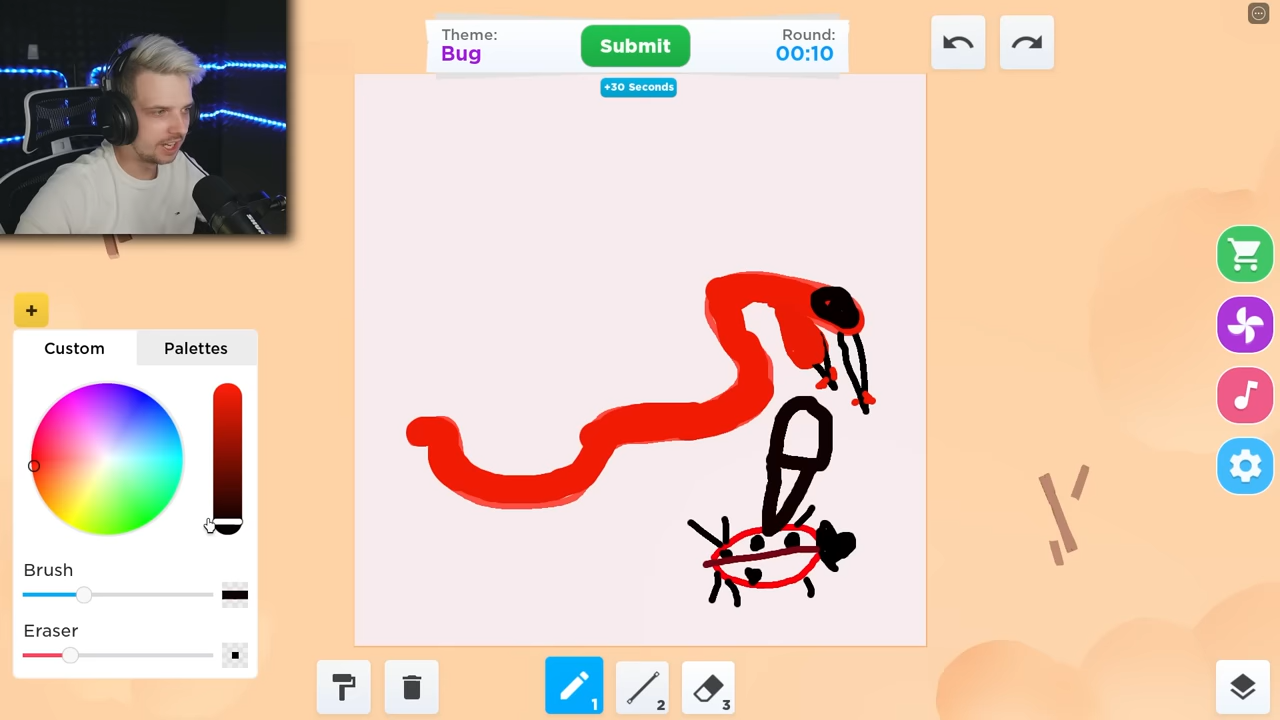 Theme:
Bug
Submit
Round:
00:10
+30 Seconds
+
Custom
Palettes
Brush
Eraser
1
2
3